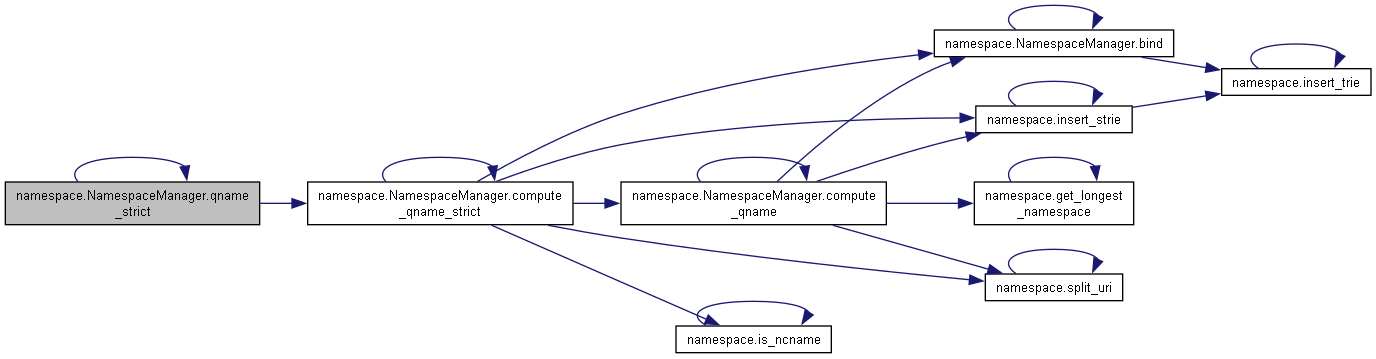 namespace.NamespaceManager.qname
_strict
namespace.NamespaceManager.compute
_qname_strict
namespace.NamespaceManager.compute
_qname
namespace.NamespaceManager.bind
namespace.insert_trie
namespace.insert_strie
namespace.get_longest
_namespace
namespace.split_uri
namespace.is_ncname